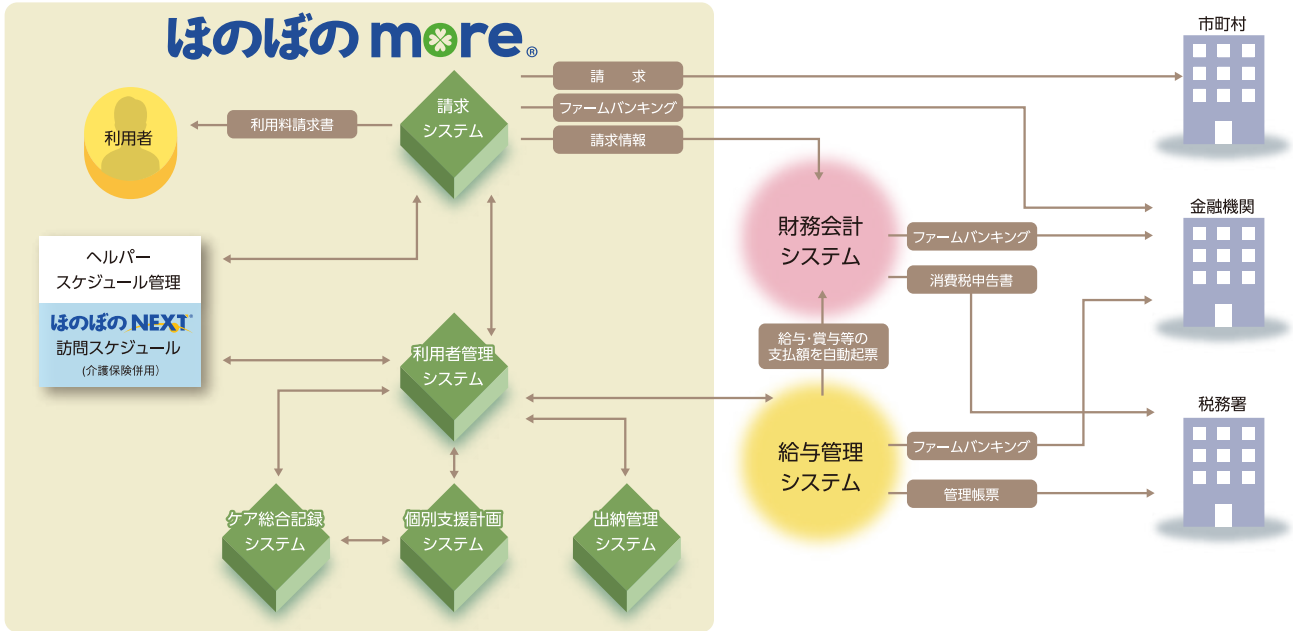 ほのぼの more®
請求
システム
利用者
利用料請求書
請　求
ファームバンキング
請求情報
市町村
金融機関
財務会計
システム
ファームバンキング
消費税申告書
ヘルパー
スケジュール管理
ほのぼのNEXT®
訪問スケジュール
(介護保険併用)
利用者管理
システム
給与・賞与等の
支払額を自動起票
税務署
給与管理
システム
ファームバンキング
管理帳票
ケア総合記録
システム
個別支援計画
システム
出納管理
システム